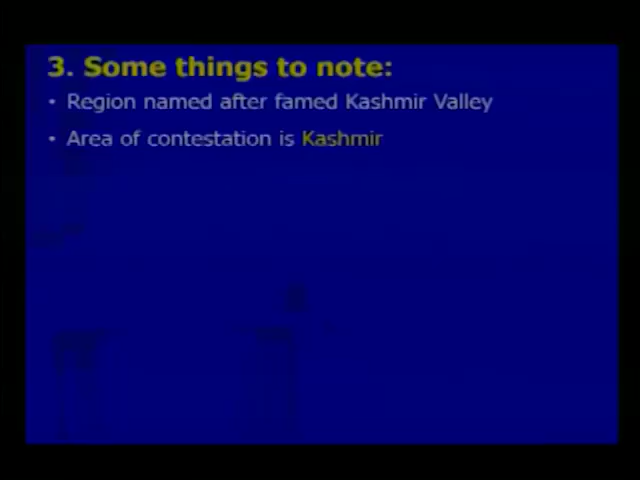 3. Some things to note:
• Region named after famed Kashmir Valley
• Area of contestation is Kashmir